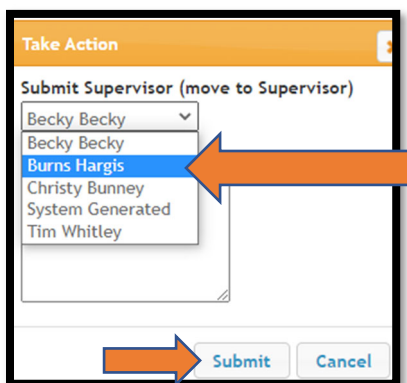 Take Action
Submit Supervisor (move to Supervisor)
Becky Becky
Becky Becky
Burns Hargis
Christy Bunney
System Generated
Tim Whitley
Submit Cancel